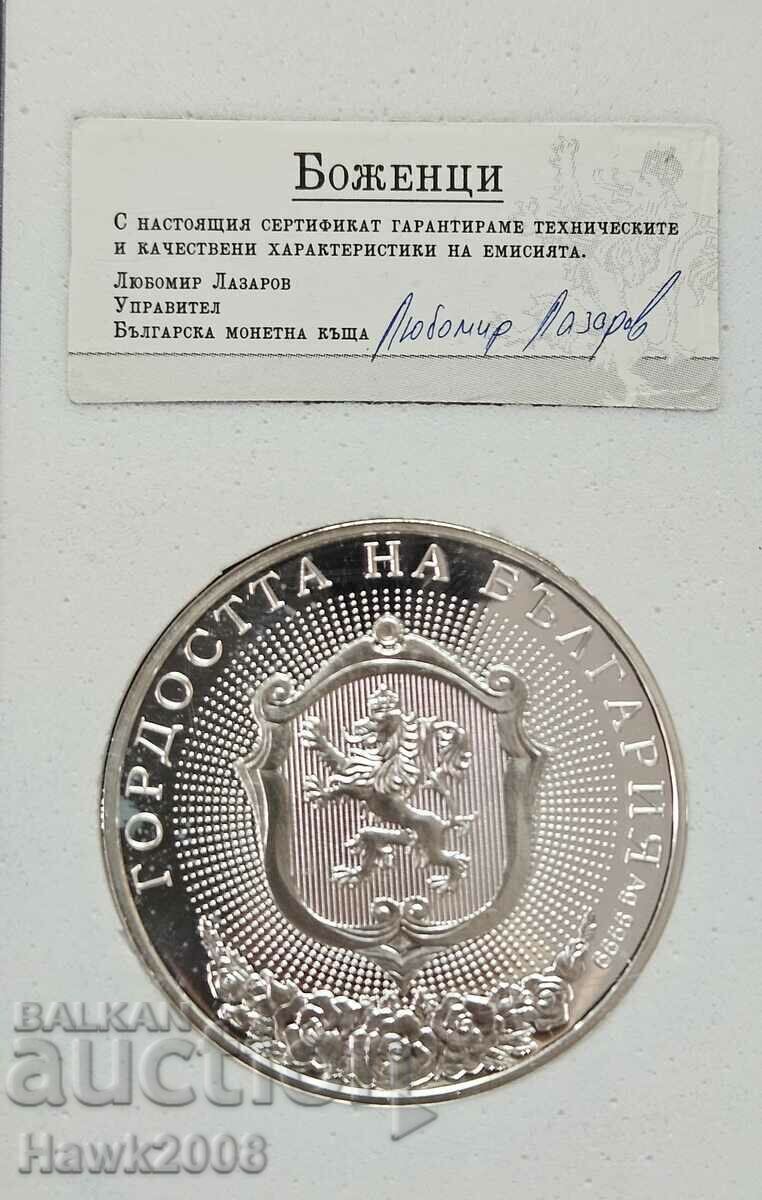 Боженци
С настоящия сертификат гарантираме техническите
и качествени характеристики на емисията.
Любомир Лазаров
Управител
Българска монетна къща Любомир Лазаров
ГОРДОСТТА НА БЪЛГАРИЯ
Ag 9999
BALKAN
auction
Hawk2008